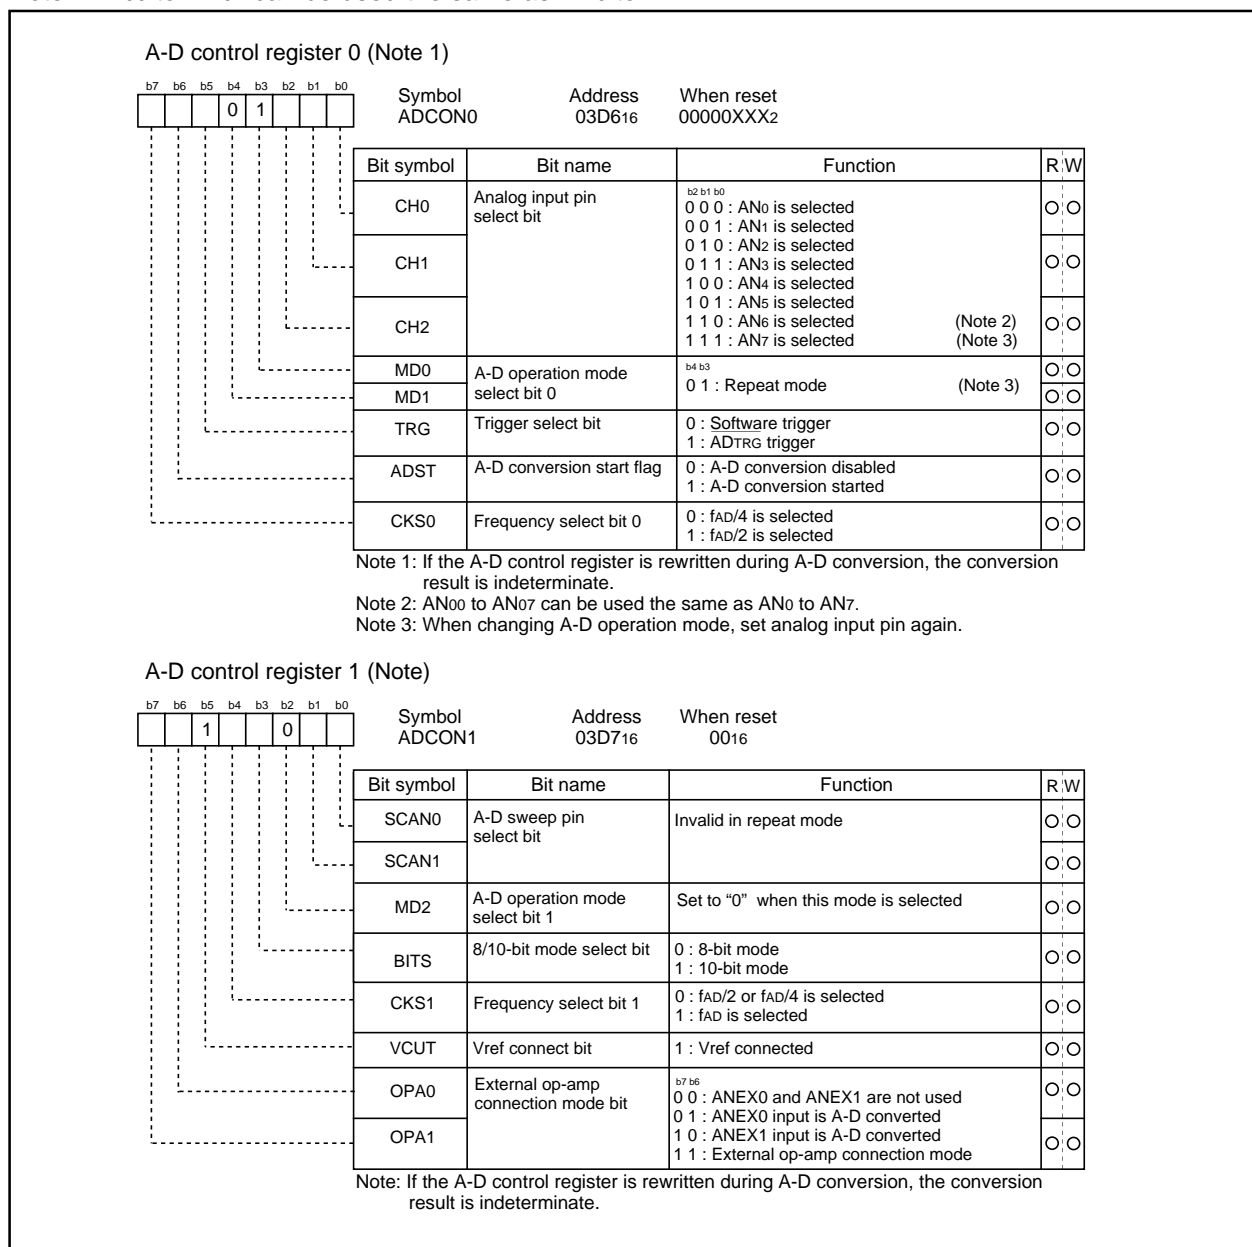 A-D control register 0 (Note 1)
b7 b6 b5 b4 b3 b2 b1 b0
0 1
Symbol Address When reset
ADCON0 03D616 00000XXX2
Bit symbol Bit name Function R W
CH0 Analog input pin select bit
b2 b1 b0
0 0 0 : AN0 is selected
0 0 1 : AN1 is selected
0 1 0 : AN2 is selected
CH1
0 1 1 : AN3 is selected
1 0 0 : AN4 is selected
1 0 1 : AN5 is selected
CH2
1 1 0 : AN6 is selected (Note 2)
1 1 1 : AN7 is selected (Note 3)
MD0 A-D operation mode select bit 0
b4 b3
0 1 : Repeat mode (Note 3)
MD1
TRG Trigger select bit 0 : Software trigger
1 : ADTRG trigger
ADST A-D conversion start flag 0 : A-D conversion disabled
1 : A-D conversion started
CKS0 Frequency select bit 0 0 : fAD/4 is selected
1 : fAD/2 is selected
Note 1: If the A-D control register is rewritten during A-D conversion, the conversion
result is indeterminate.
Note 2: AN00 to AN07 can be used the same as AN0 to AN7.
Note 3: When changing A-D operation mode, set analog input pin again.
A-D control register 1 (Note)
b7 b6 b5 b4 b3 b2 b1 b0
1 0
Symbol Address When reset
ADCON1 03D716 0016
Bit symbol Bit name Function R W
SCAN0 A-D sweep pin select bit Invalid in repeat mode
SCAN1
MD2 A-D operation mode select bit 1 Set to “0” when this mode is selected
BITS 8/10-bit mode select bit 0 : 8-bit mode
1 : 10-bit mode
CKS1 Frequency select bit 1 0 : fAD/2 or fAD/4 is selected
1 : fAD is selected
VCUT Vref connect bit 1 : Vref connected
OPA0 External op-amp connection mode bit
b7 b6
0 0 : ANEX0 and ANEX1 are not used
0 1 : ANEX0 input is A-D converted
OPA1
1 0 : ANEX1 input is A-D converted
1 1 : External op-amp connection mode
Note: If the A-D control register is rewritten during A-D conversion, the conversion
result is indeterminate.